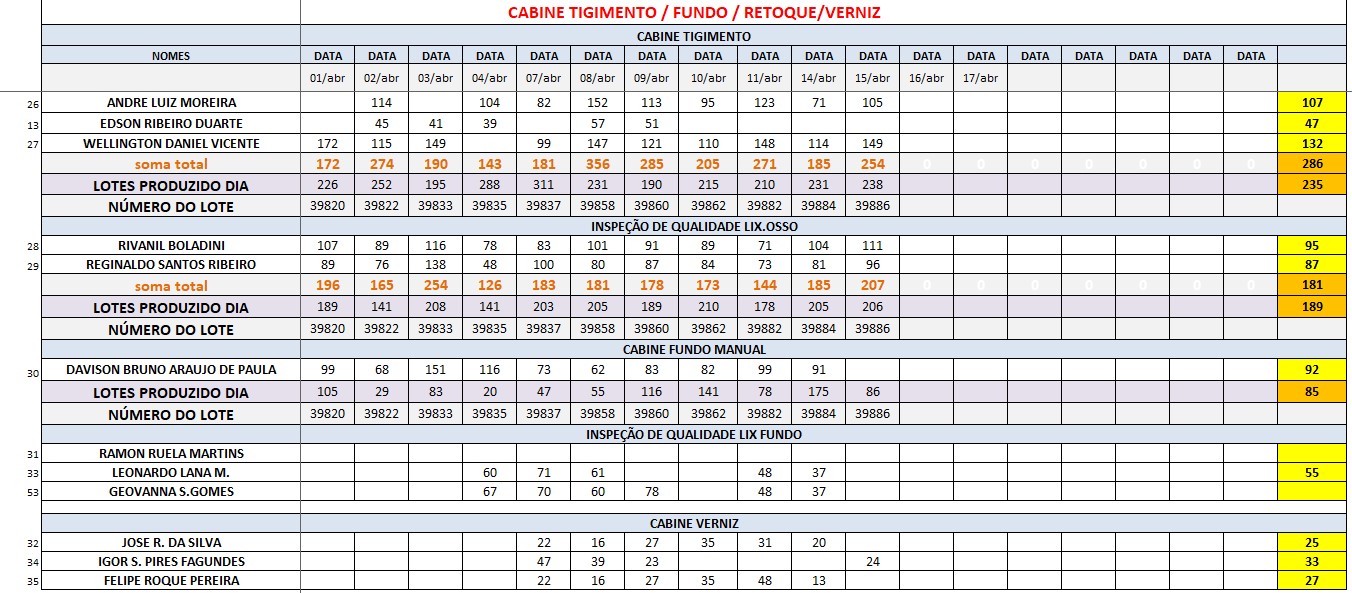 CABINE TIGIMENTO / FUNDO / RETOQUE/VERNIZ
CABINE TIGIMENTO
NOMES DATA DATA DATA DATA DATA DATA DATA DATA DATA DATA DATA DATA DATA DATA DATA DATA DATA DATA
01/abr 02/abr 03/abr 04/abr 07/abr 08/abr 09/abr 10/abr 11/abr 14/abr 15/abr 16/abr 17/abr
26 ANDRE LUIZ MOREIRA 114 104 82 152 113 95 123 71 105 107
13 EDSON RIBEIRO DUARTE 45 41 39 57 51 47
27 WELLINGTON DANIEL VICENTE 172 115 149 99 147 121 110 148 114 149 132
soma total 172 274 190 143 181 356 285 205 271 185 254 0 0 0 0 0 0 0 286
LOTES PRODUZIDO DIA 226 252 195 288 311 231 190 215 210 231 238 235
NÚMERO DO LOTE 39820 39822 39833 39835 39837 39858 39860 39862 39882 39884 39886
INSPEÇÃO DE QUALIDADE LIX.OSSO
28 RIVANIL BOLADINI 107 89 116 78 83 101 91 89 71 104 111 95
29 REGINALDO SANTOS RIBEIRO 89 76 138 48 100 80 87 84 73 81 96 87
soma total 196 165 254 126 183 181 178 173 144 185 207 0 0 0 0 0 0 0 181
LOTES PRODUZIDO DIA 189 141 208 141 203 205 189 210 178 205 206 189
NÚMERO DO LOTE 39820 39822 39833 39835 39837 39858 39860 39862 39882 39884 39886
CABINE FUNDO MANUAL
30 DAVISON BRUNO ARAUJO DE PAULA 99 68 151 116 73 62 83 82 99 91 92
LOTES PRODUZIDO DIA 105 29 83 20 47 55 116 141 78 175 86 85
NÚMERO DO LOTE 39820 39822 39833 39835 39837 39858 39860 39862 39882 39884 39886
INSPEÇÃO DE QUALIDADE LIX FUNDO
31 RAMON RUELA MARTINS
33 LEONARDO LANA M. 60 71 61 48 37 55
53 GEOVANNA S.GOMES 67 70 60 78 48 37
CABINE VERNIZ
32 JOSE R. DA SILVA 22 16 27 35 31 20 25
34 IGOR S. PIRES FAGUNDES 47 39 23 24 33
35 FELIPE ROQUE PEREIRA 22 16 27 35 48 13 27